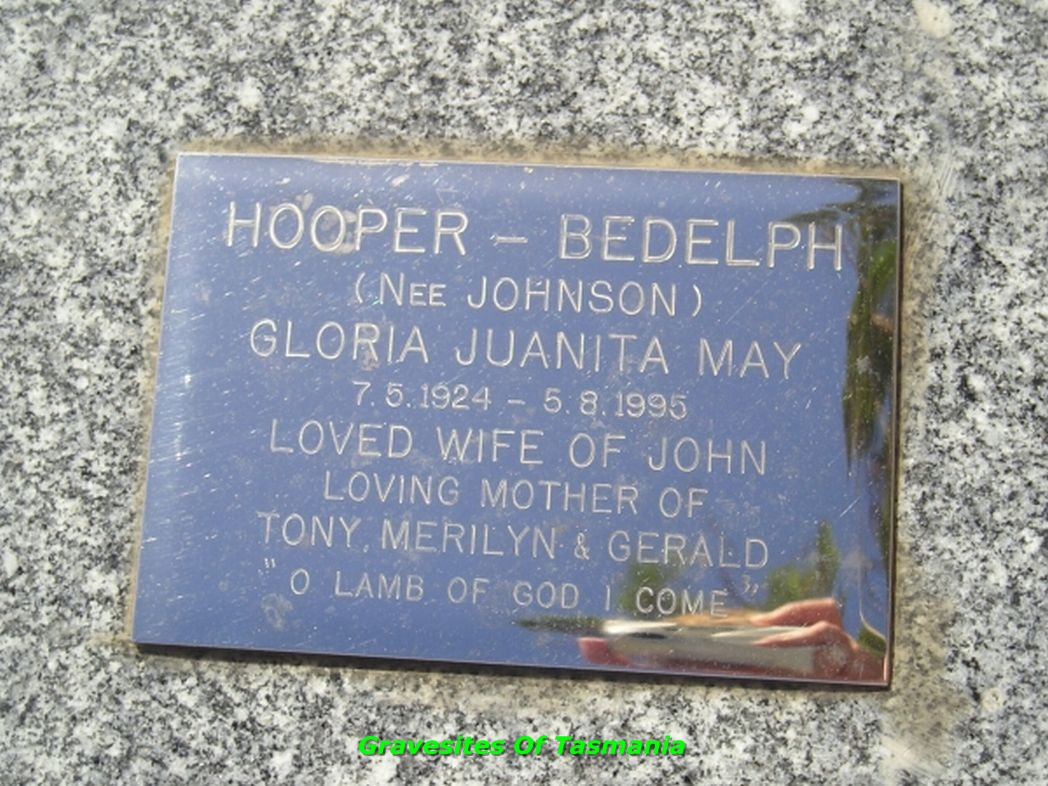 HOOPER – BEDELPH
(NEE JOHNSON)
GLORIA JUANITA MAY
7.5.1924 – 5.8.1995
LOVED WIFE OF JOHN
LOVING MOTHER OF
TONY, MERILYN & GERALD
"O LAMB OF GOD I COME"
Gravesites Of Tasmania